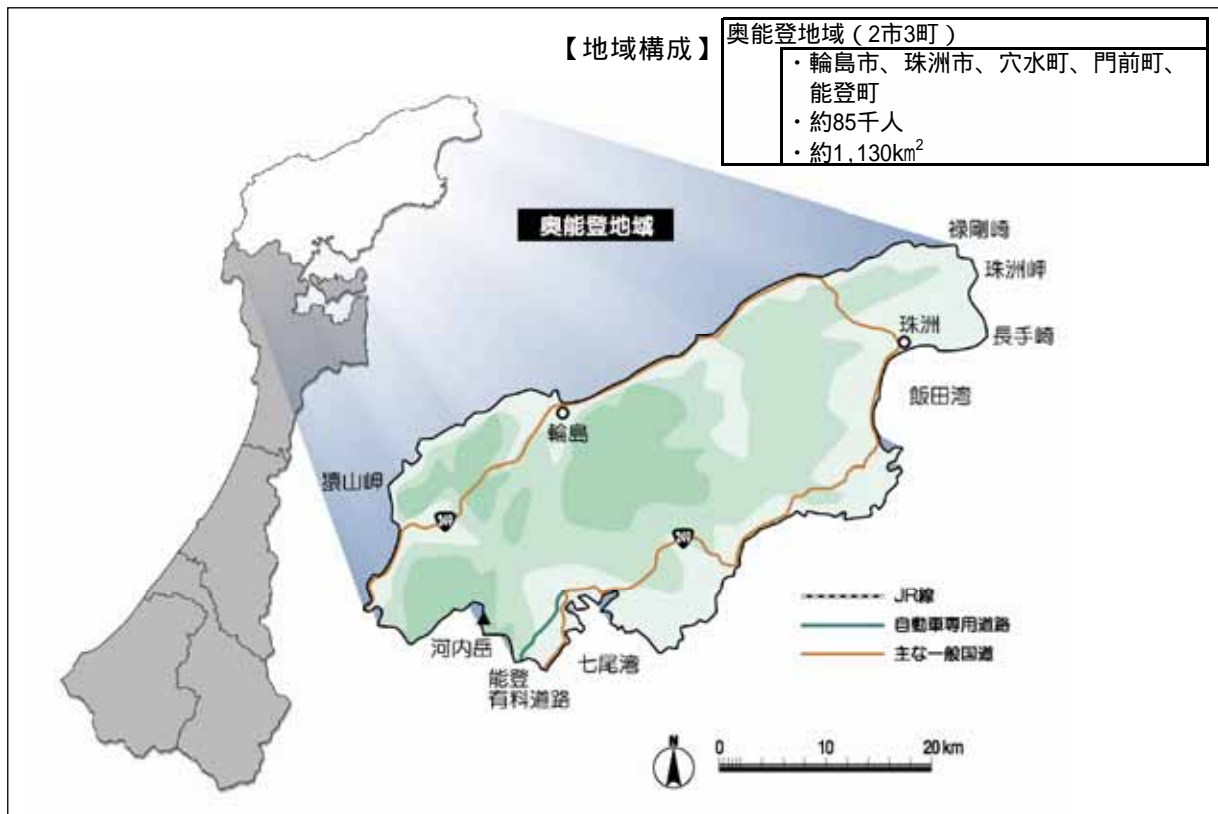 【地域構成】
奥能登地域（2市3町）
・輪島市、珠洲市、穴水町、門前町、
能登町
・約85千人
・約1,130km²
奥能登地域
禄剛崎
珠洲岬
珠洲
長手崎
飯田湾
輪島
猿山岬
249
249
河内岳
七尾湾
能登
有料道路
JR線
自動車専用道路
主な一般国道
N
0 10 20km